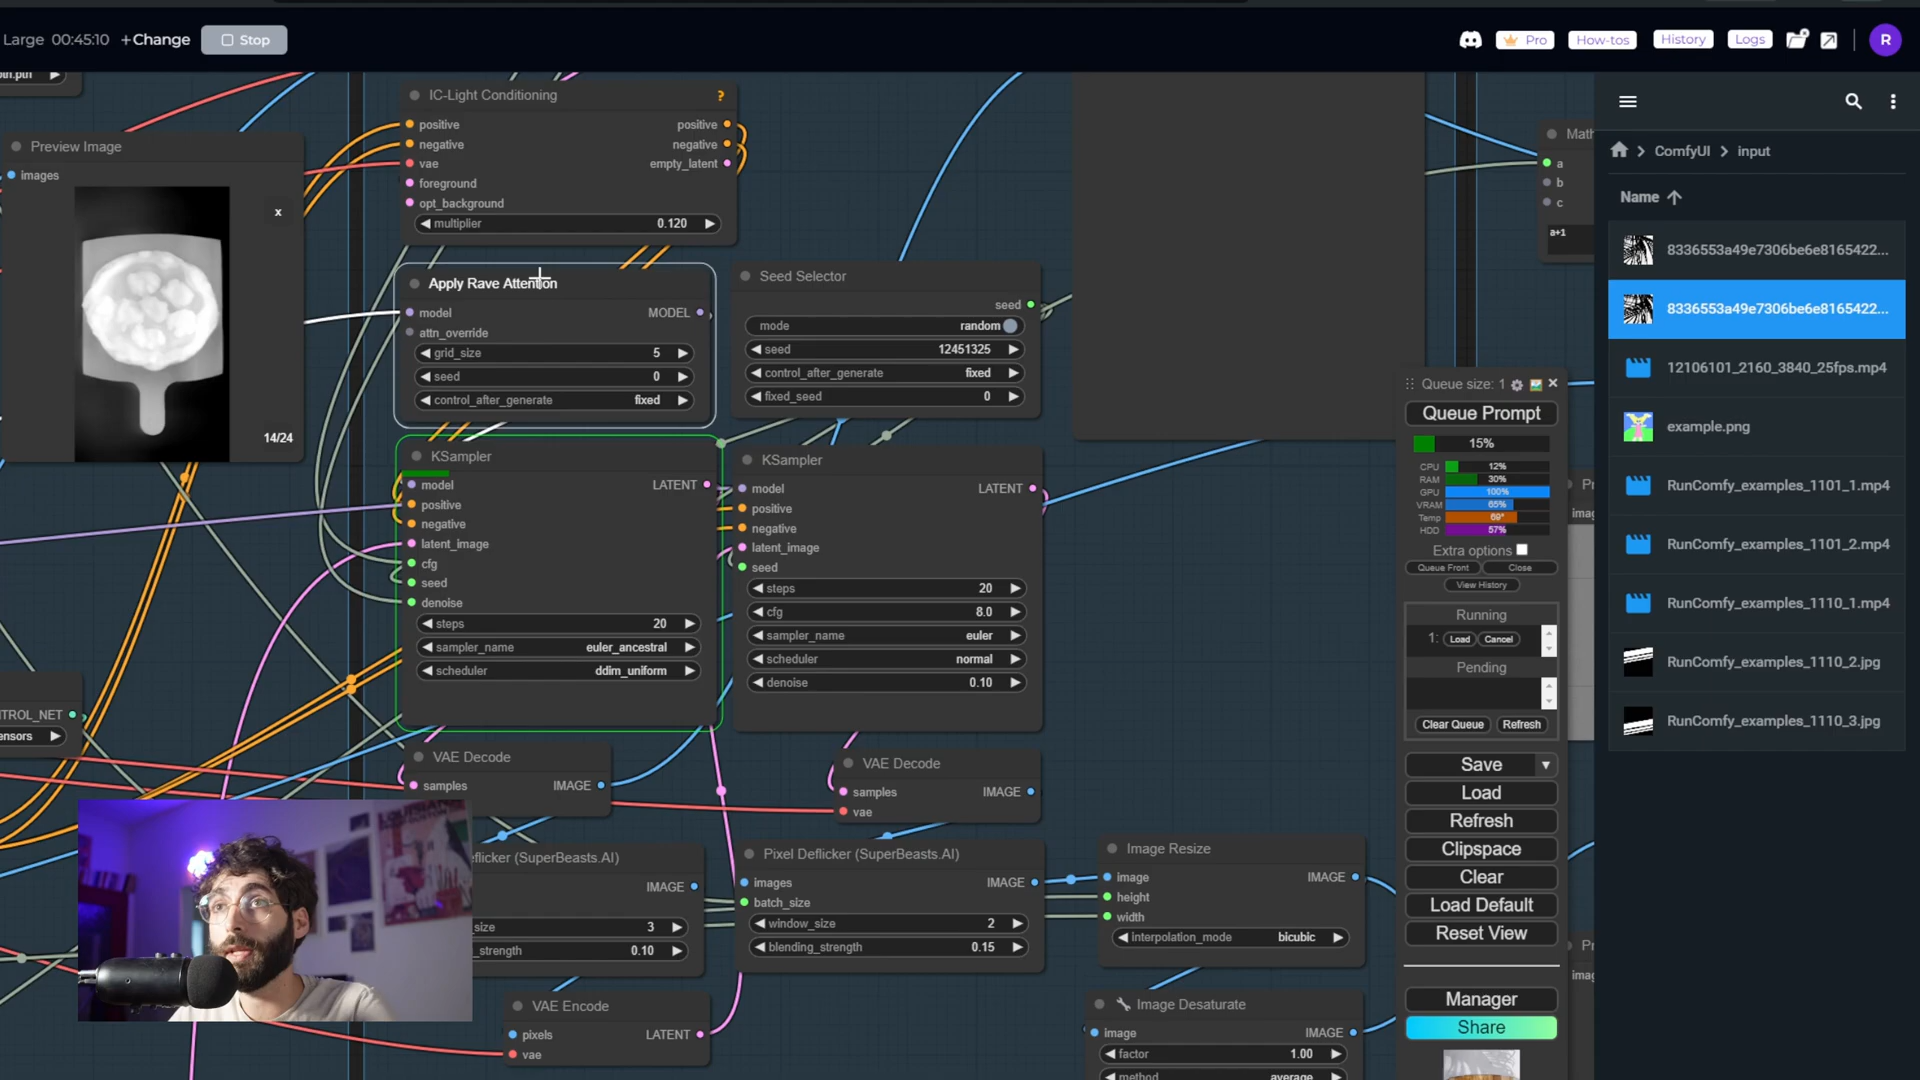 Large 00:45:10 +Change Stop
Pro How-tos History Logs R
IC-Light Conditioning ?
positive positive
negative negative
vae empty_latent
foreground
opt_background
multiplier 0.120
Preview Image
images
x
14/24
Apply Rave Attention
model MODEL
attn_override
grid_size 5
seed 0
control_after_generate fixed
Seed Selector
seed
mode random
seed 12451325
control_after_generate fixed
fixed_seed 0
Math
a
b
c
a+1
KSampler
model LATENT
positive
negative
latent_image
cfg
seed
denoise
steps 20
sampler_name euler_ancestral
scheduler ddim_uniform
KSampler
model LATENT
positive
negative
latent_image
seed
steps 20
cfg 8.0
sampler_name euler
scheduler normal
denoise 0.10
TROL_NET
ensors
VAE Decode
samples IMAGE
VAE Decode
samples IMAGE
vae
eflicker (SuperBeasts.AI)
IMAGE
size 3
strength 0.10
Pixel Deflicker (SuperBeasts.AI)
images IMAGE
batch_size
window_size 2
blending_strength 0.15
Image Resize
image IMAGE
height
width
interpolation_mode bicubic
VAE Encode
pixels LATENT
vae
Image Desaturate
image IMAGE
factor 1.00
method average
Queue size: 1
Queue Prompt
15%
CPU 12%
RAM 30%
GPU 100%
VRAM 65%
Temp 69°
HDD 57%
Extra options
Queue Front Close
View History
Running
1: Load Cancel
Pending
Clear Queue Refresh
Save
Load
Refresh
Clipspace
Clear
Load Default
Reset View
Manager
Share
Pr
imag
Pr
imag
ComfyUI input
Name
8336553a49e7306be6e8165422...
8336553a49e7306be6e8165422...
12106101_2160_3840_25fps.mp4
example.png
RunComfy_examples_1101_1.mp4
RunComfy_examples_1101_2.mp4
RunComfy_examples_1110_1.mp4
RunComfy_examples_1110_2.jpg
RunComfy_examples_1110_3.jpg